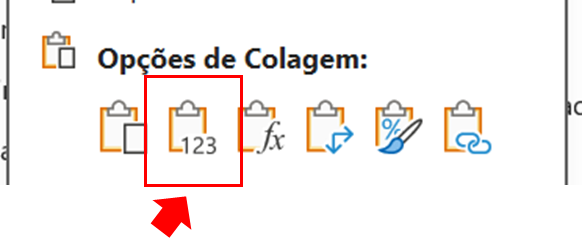 Opções de Colagem:
123 fx %